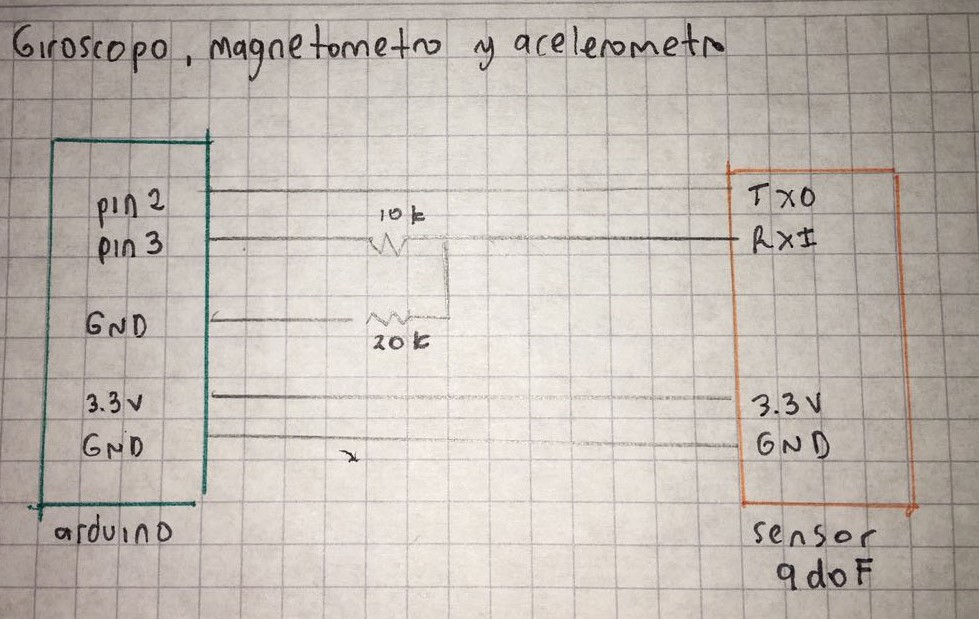 Giroscopo, magnetometro y acelerometro
pin 2
pin 3
GND
3.3v
GND
arduino
10k
20k
TXO
RXI
3.3V
GND
sensor
9doF